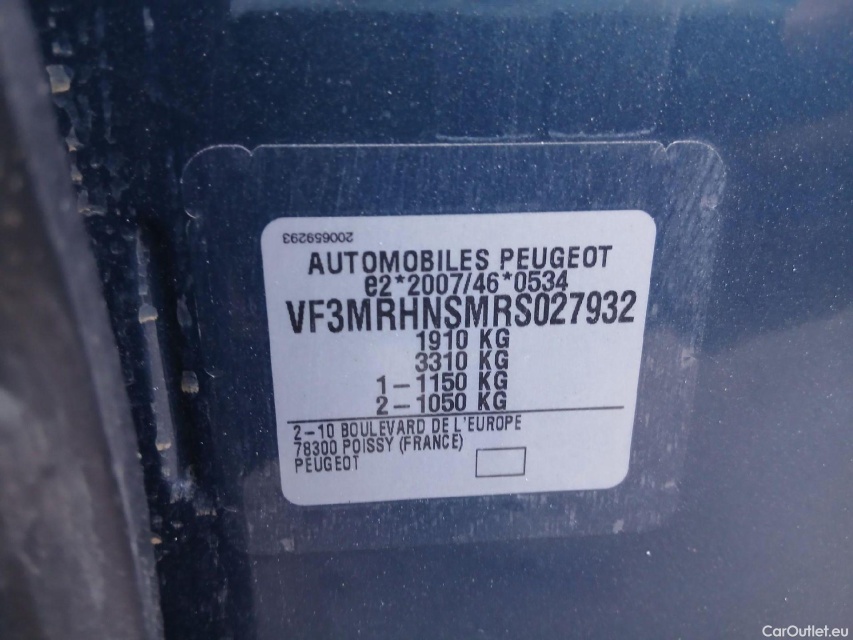 200659293
AUTOMOBILES PEUGEOT
e2*2007/46*0534
VF3MRHNSMRS027932
1910 KG
3310 KG
1-1150 KG
2-1050 KG
2-10 BOULEVARD DE L'EUROPE
78300 POISSY (FRANCE)
PEUGEOT
CarOutlet.eu